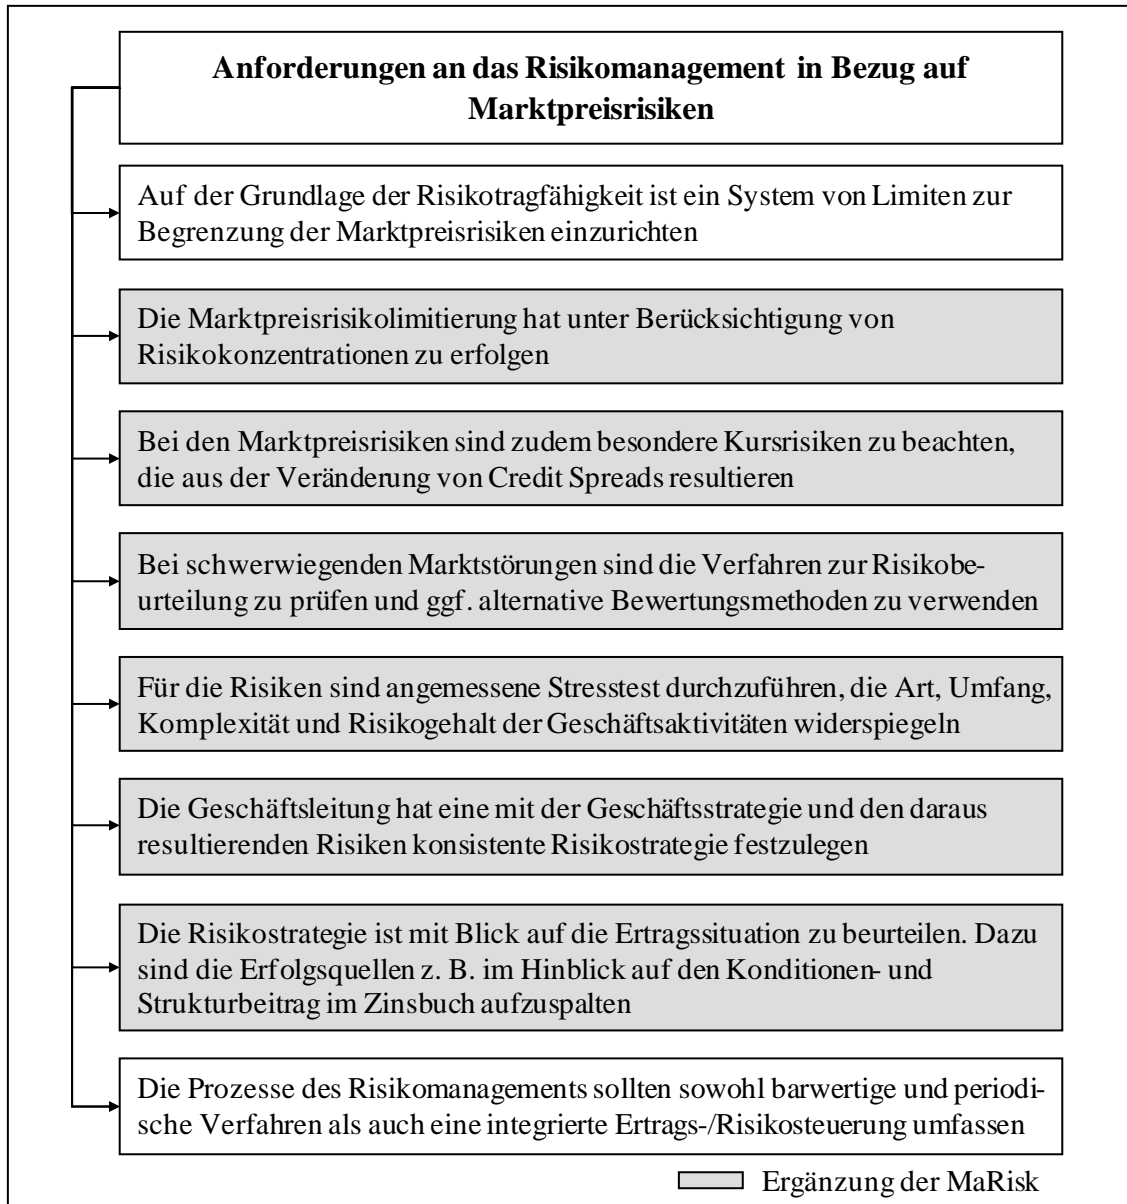 Anforderungen an das Risikomanagement in Bezug auf
Marktpreisrisiken
Auf der Grundlage der Risikotragfähigkeit ist ein System von Limiten zur
Begrenzung der Marktpreisrisiken einzurichten
Die Marktpreisrisikolimitierung hat unter Berücksichtigung von
Risikokonzentrationen zu erfolgen
Bei den Marktpreisrisiken sind zudem besondere Kursrisiken zu beachten,
die aus der Veränderung von Credit Spreads resultieren
Bei schwerwiegenden Marktstörungen sind die Verfahren zur Risikobe-
urteilung zu prüfen und ggf. alternative Bewertungsmethoden zu verwenden
Für die Risiken sind angemessene Stresstest durchzuführen, die Art, Umfang,
Komplexität und Risikogehalt der Geschäftsaktivitäten widerspiegeln
Die Geschäftsleitung hat eine mit der Geschäftsstrategie und den daraus
resultierenden Risiken konsistente Risikostrategie festzulegen
Die Risikostrategie ist mit Blick auf die Ertragssituation zu beurteilen. Dazu
sind die Erfolgsquellen z. B. im Hinblick auf den Konditionen- und
Strukturbeitrag im Zinsbuch aufzuspalten
Die Prozesse des Risikomanagements sollten sowohl barwertige und periodi-
sche Verfahren als auch eine integrierte Ertrags-/Risikosteuerung umfassen
Ergänzung der MaRisk